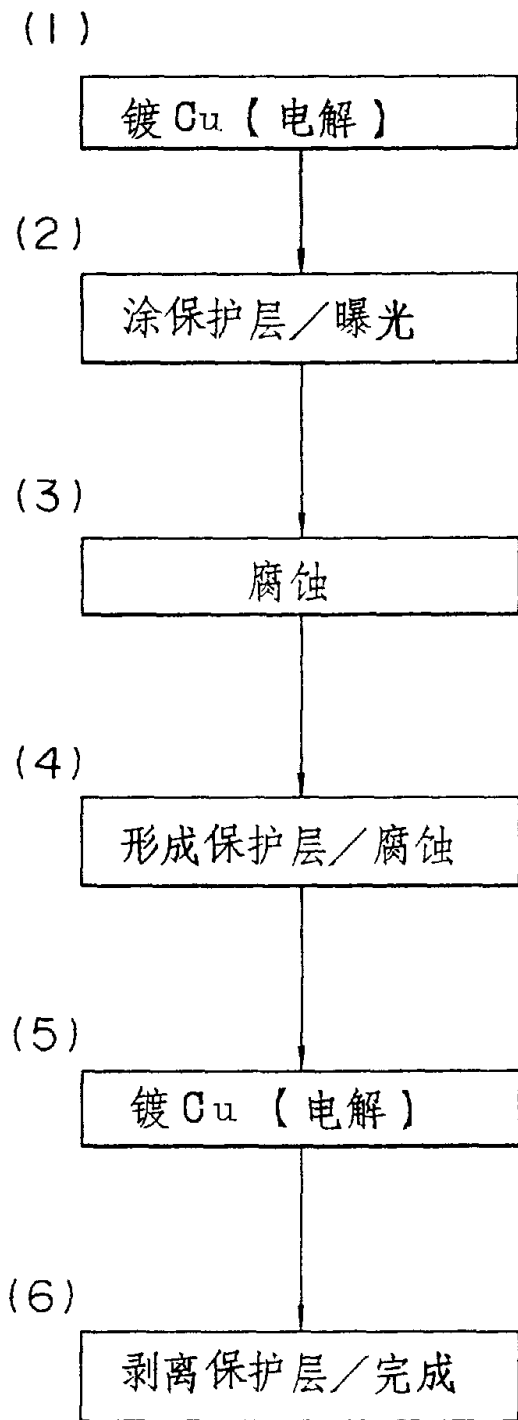 (1)
镀Cu【电解】
(2)
涂保护层／曝光
(3)
腐蚀
(4)
形成保护层／腐蚀
(5)
镀Cu【电解】
(6)
剥离保护层／完成